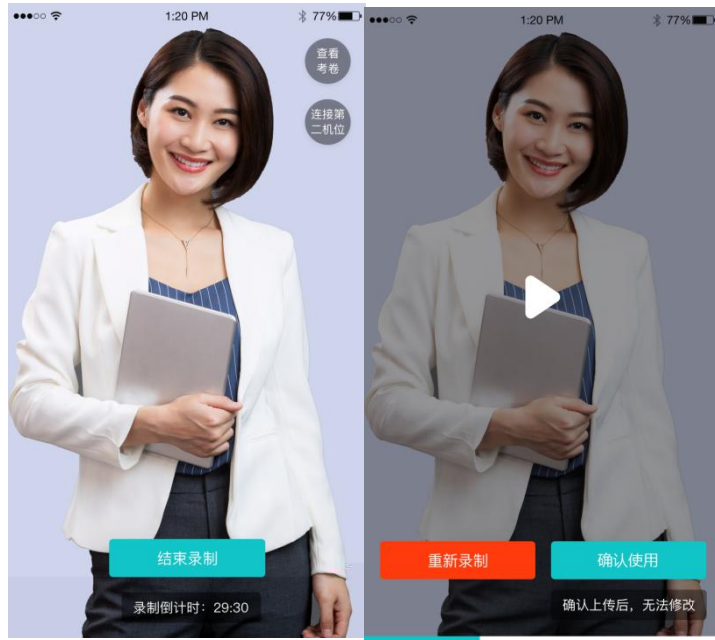 1:20 PM
77%
查看
考卷
连接第
二机位
结束录制
录制倒计时：29:30
1:20 PM
77%
重新录制
确认使用
确认上传后，无法修改